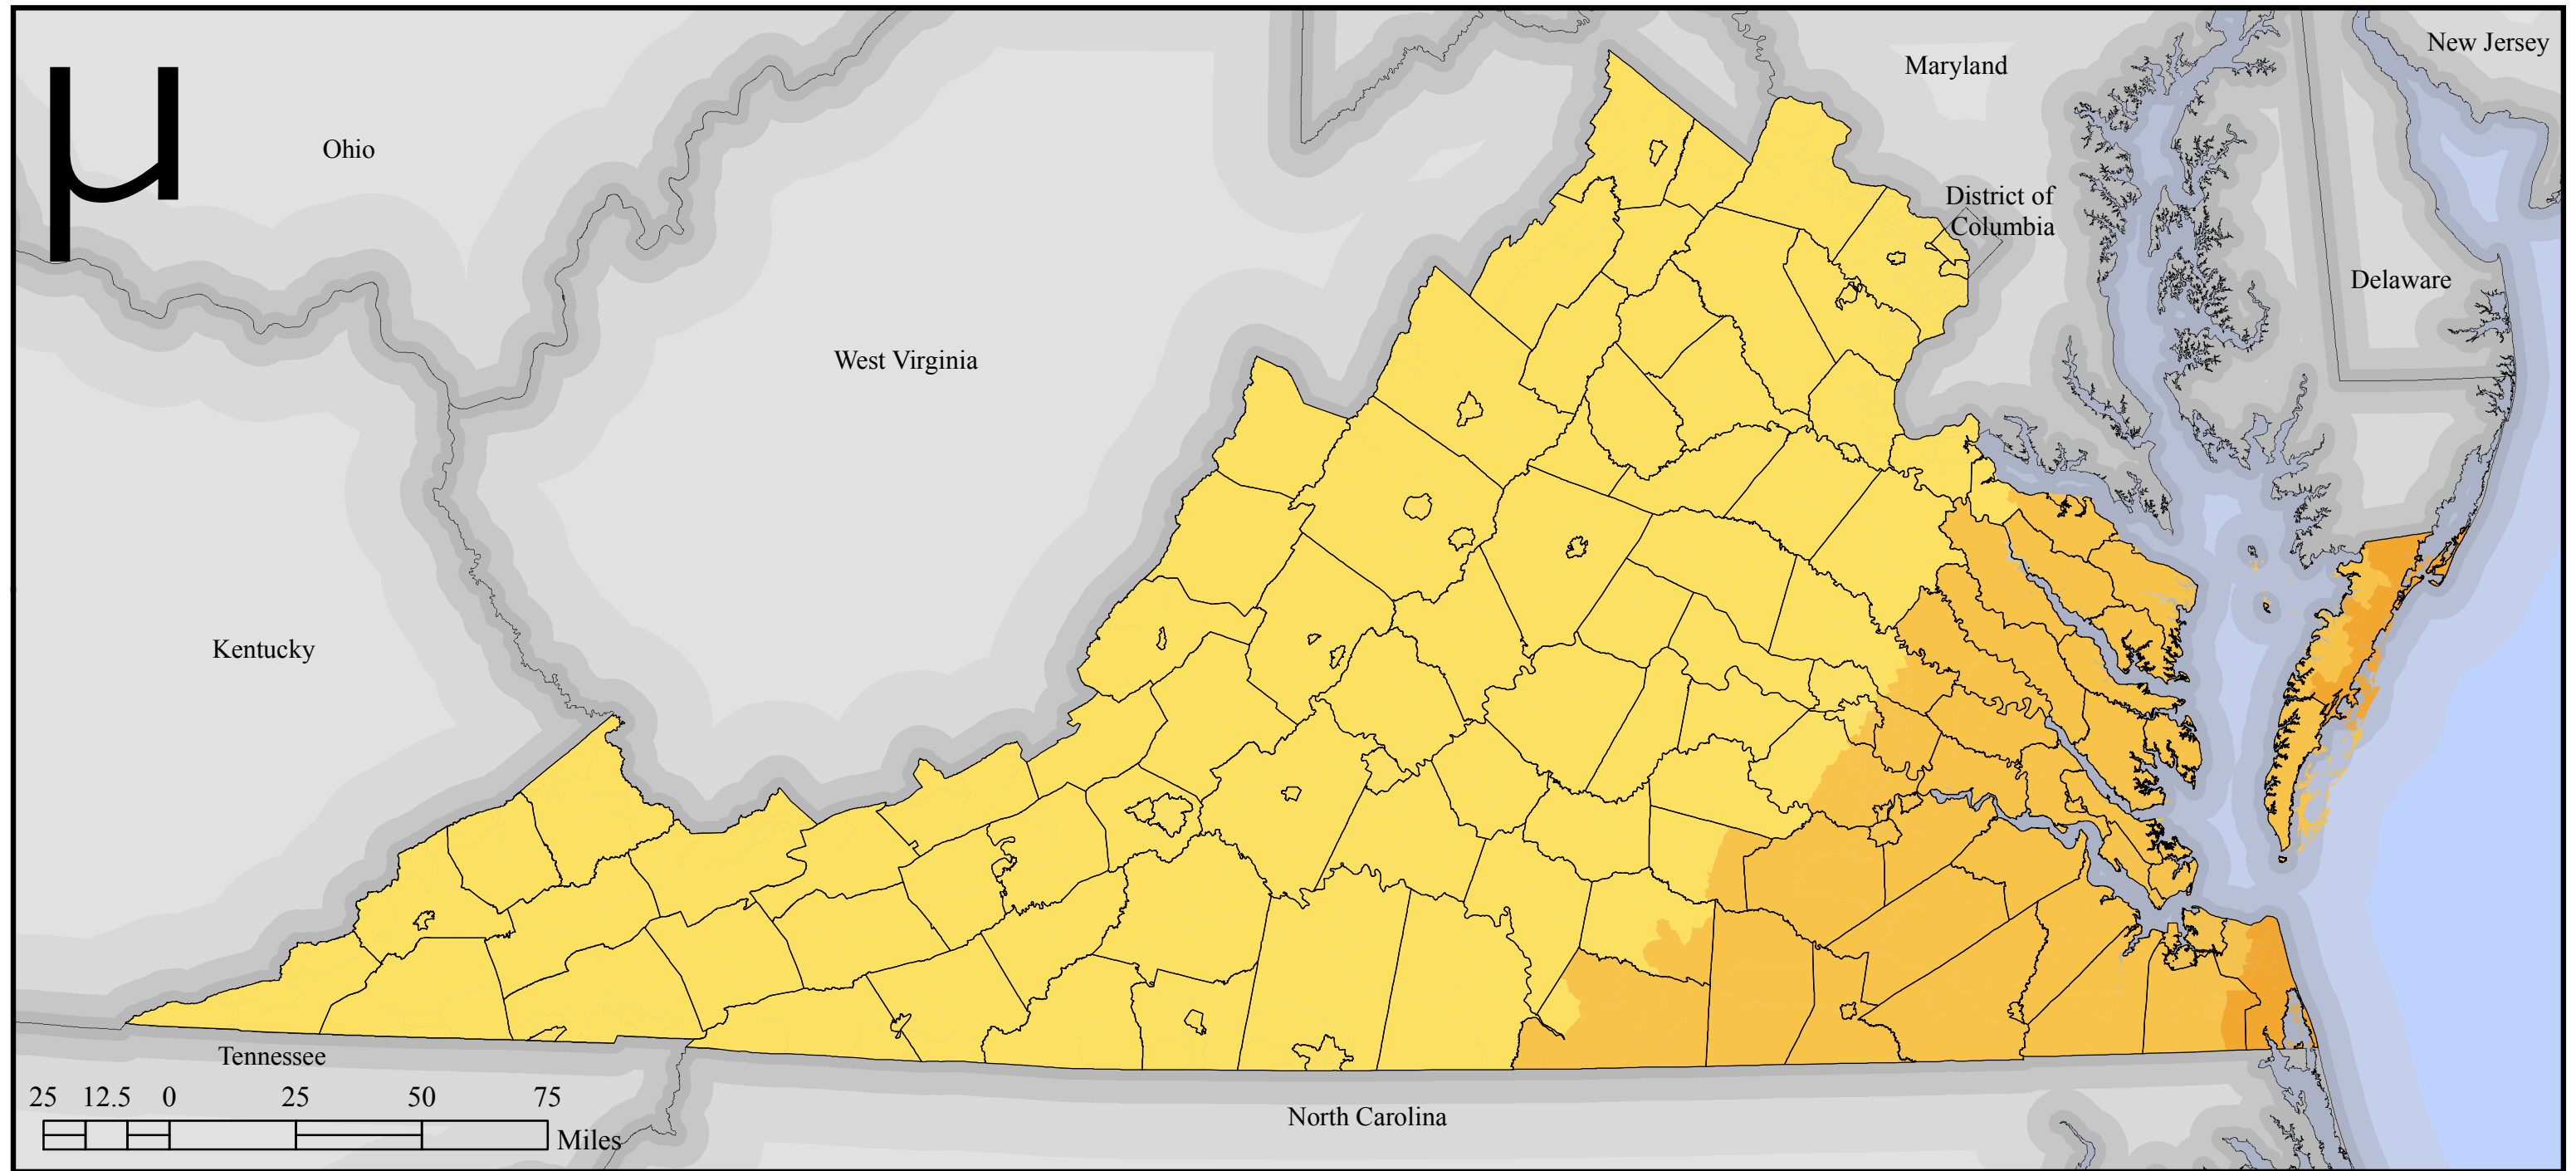 New Jersey
Maryland
µ
Ohio
District of
Columbia
Delaware
West Virginia
Kentucky
Tennessee
25 12.5 0 25 50 75
Miles
North Carolina